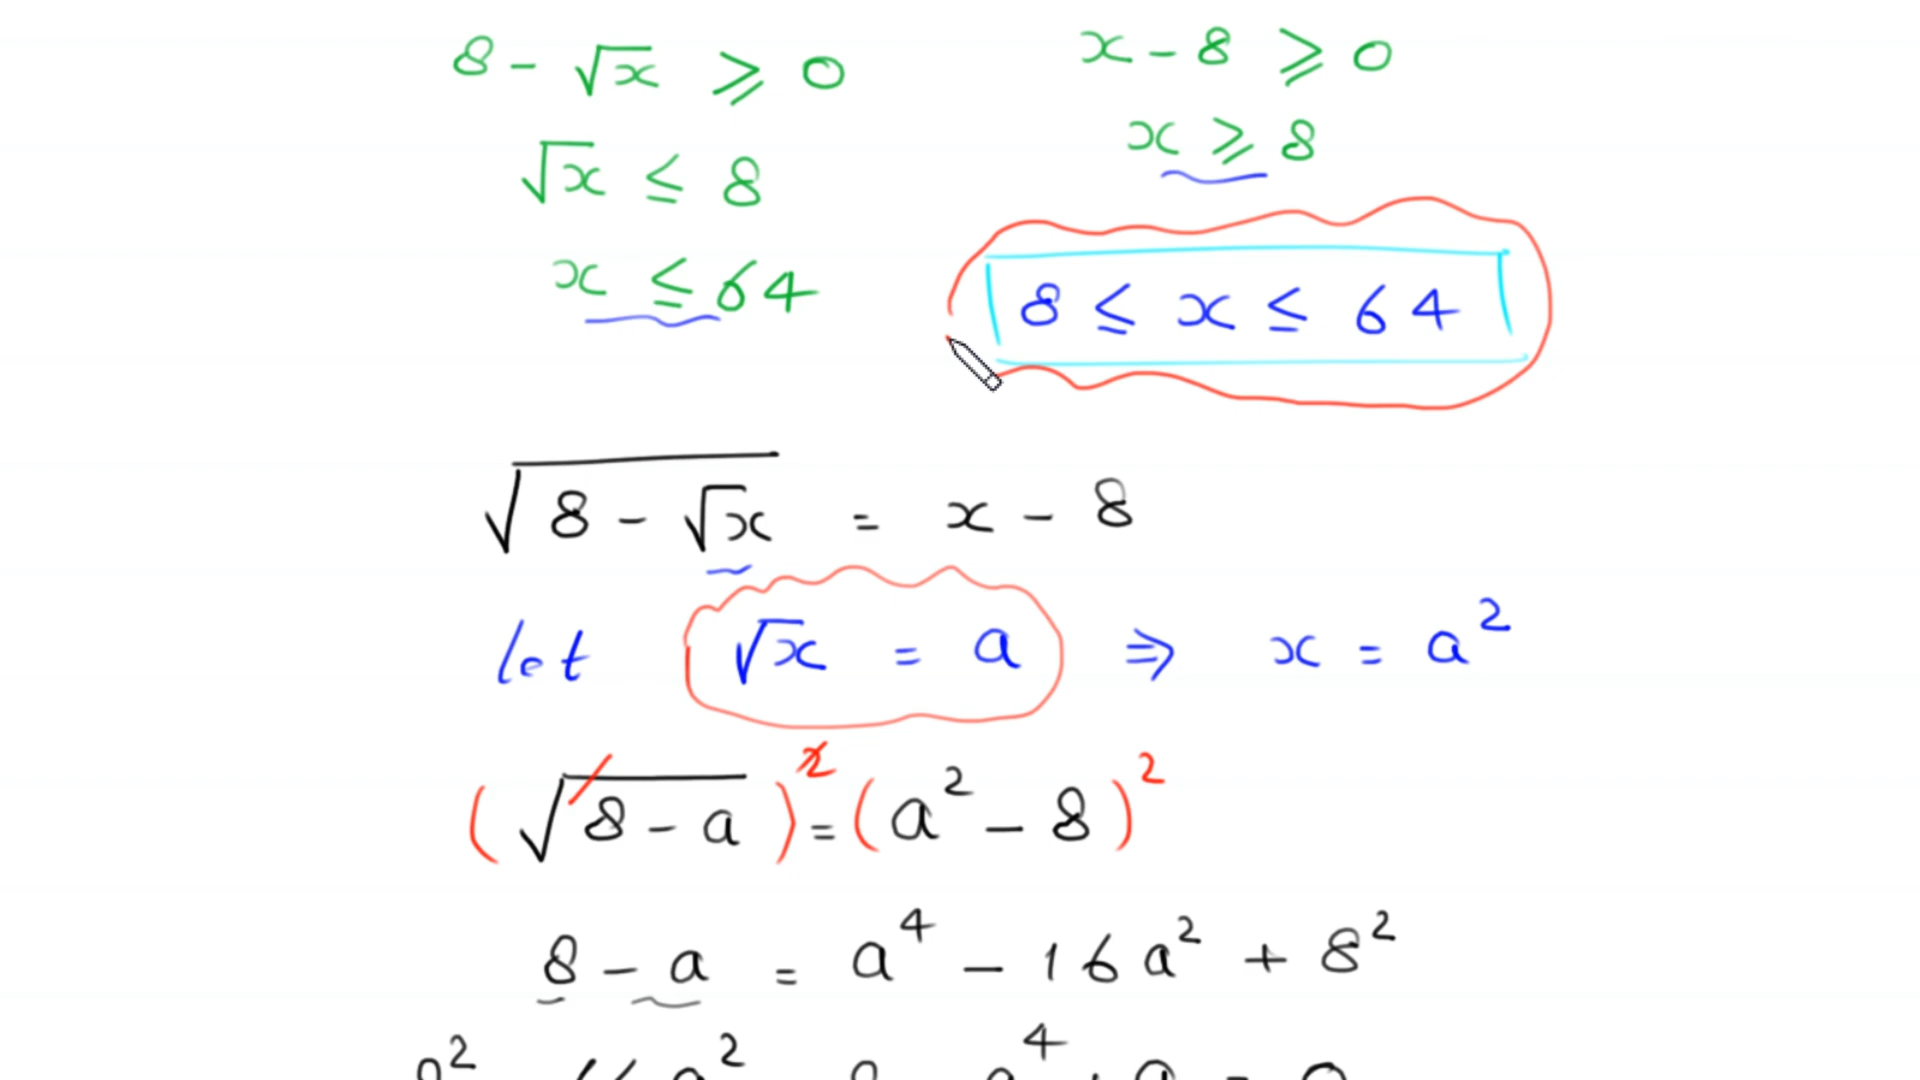 8 - √x ⩾ 0
√x ≤ 8
x ≤ 64
x - 8 ⩾ 0
x ⩾ 8
8 ≤ x ≤ 64
√(8 - √x) = x - 8
let √x = a ⇒ x = a²
(√(8 - a))² = (a² - 8)²
8 - a = a⁴ - 16a² + 8²